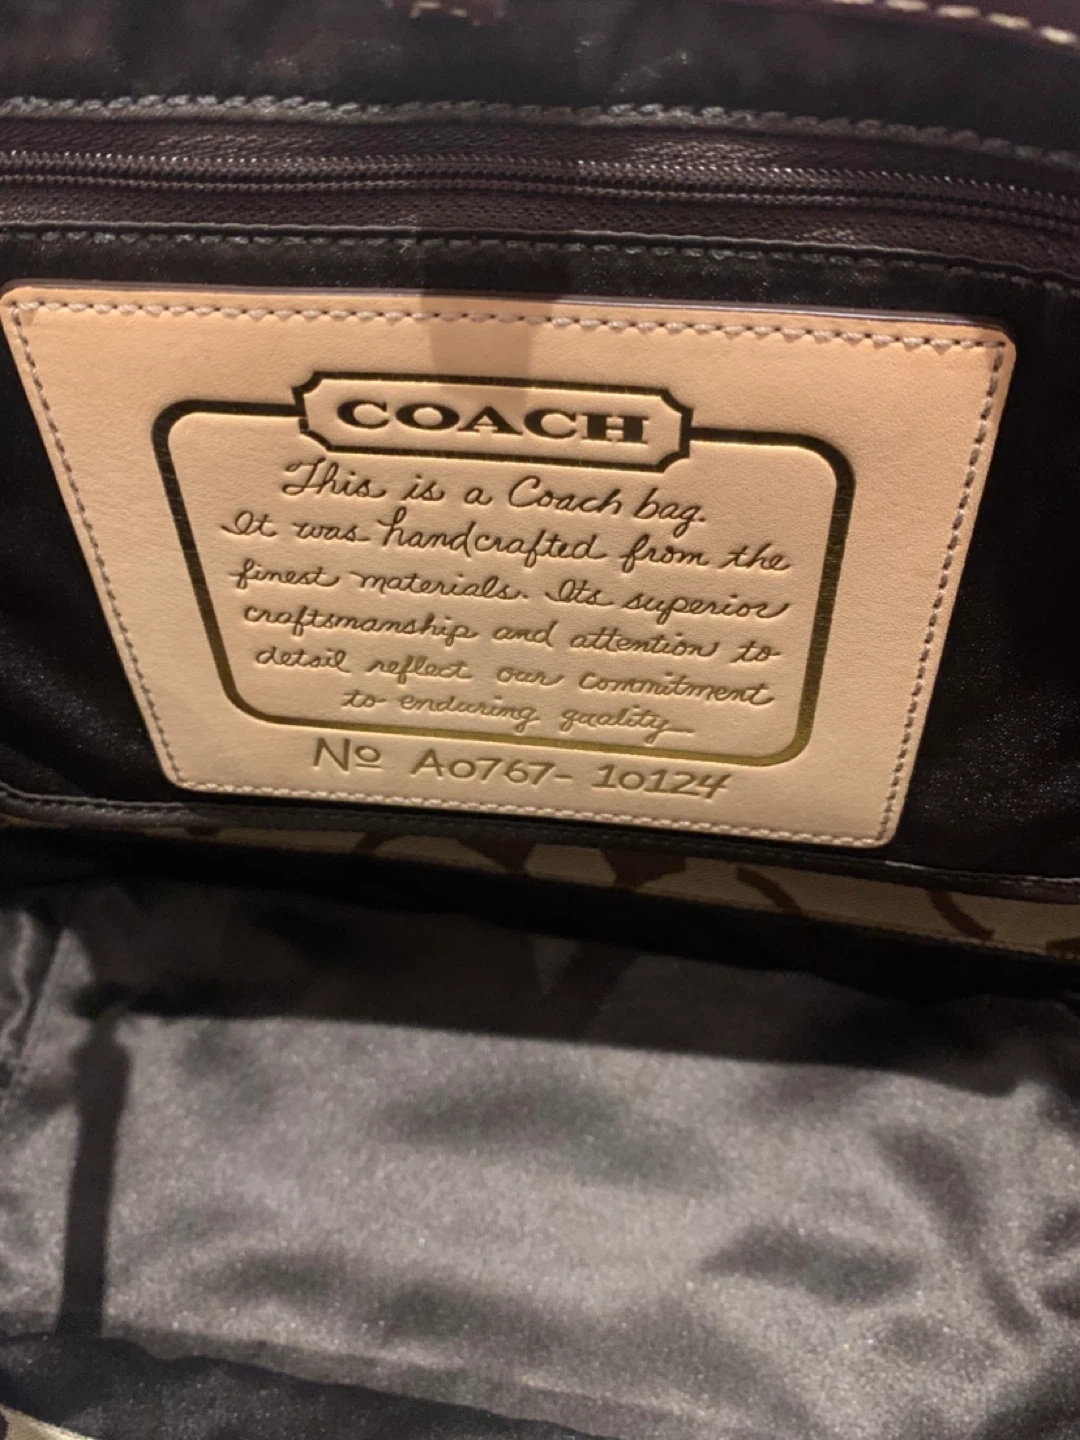 COACH
This is a Coach bag.
It was handcrafted from the
finest materials. Its superior
craftsmanship and attention to
detail reflect our commitment
to enduring quality.
Nº A0767-10124